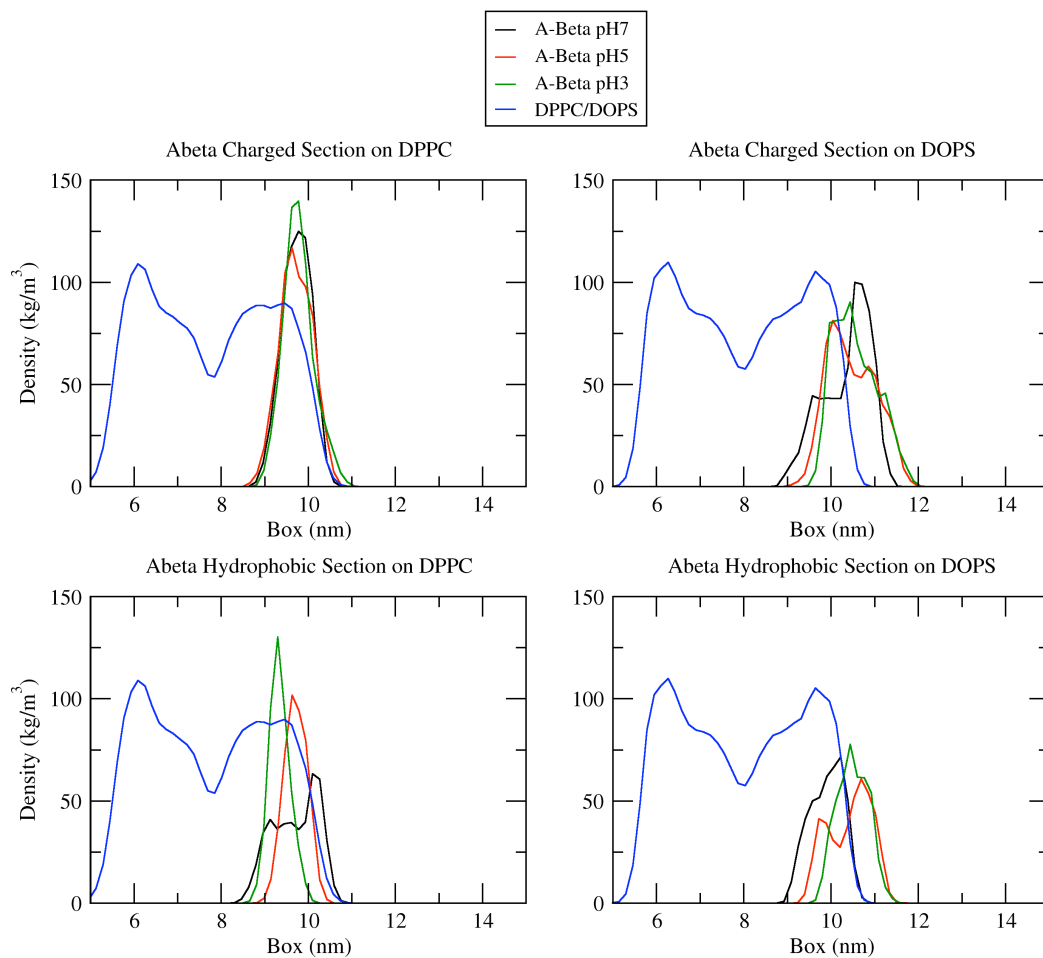 A-Beta pH7
A-Beta pH5
A-Beta pH3
DPPC/DOPS
Abeta Charged Section on DPPC
Abeta Charged Section on DOPS
150
100
50
0
6 8 10 12 14
Box (nm)
Density (kg/m³)
150
100
50
0
6 8 10 12 14
Box (nm)
Abeta Hydrophobic Section on DPPC
Abeta Hydrophobic Section on DOPS
150
100
50
0
6 8 10 12 14
Box (nm)
Density (kg/m³)
150
100
50
0
6 8 10 12 14
Box (nm)